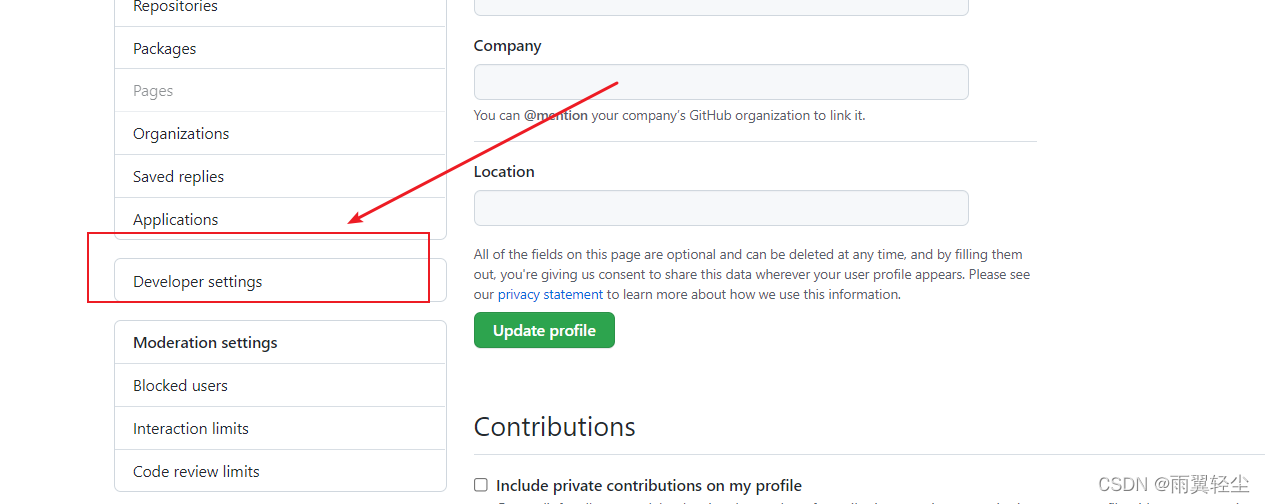 Repositories
Packages
Pages
Organizations
Saved replies
Applications
Developer settings
Moderation settings
Blocked users
Interaction limits
Code review limits
Company
You can @mention your company's GitHub organization to link it.
Location
All of the fields on this page are optional and can be deleted at any time, and by filling them
out, you're giving us consent to share this data wherever your user profile appears. Please see
our privacy statement to learn more about how we use this information.
Update profile
Contributions
Include private contributions on my profile
CSDN @雨翼轻尘